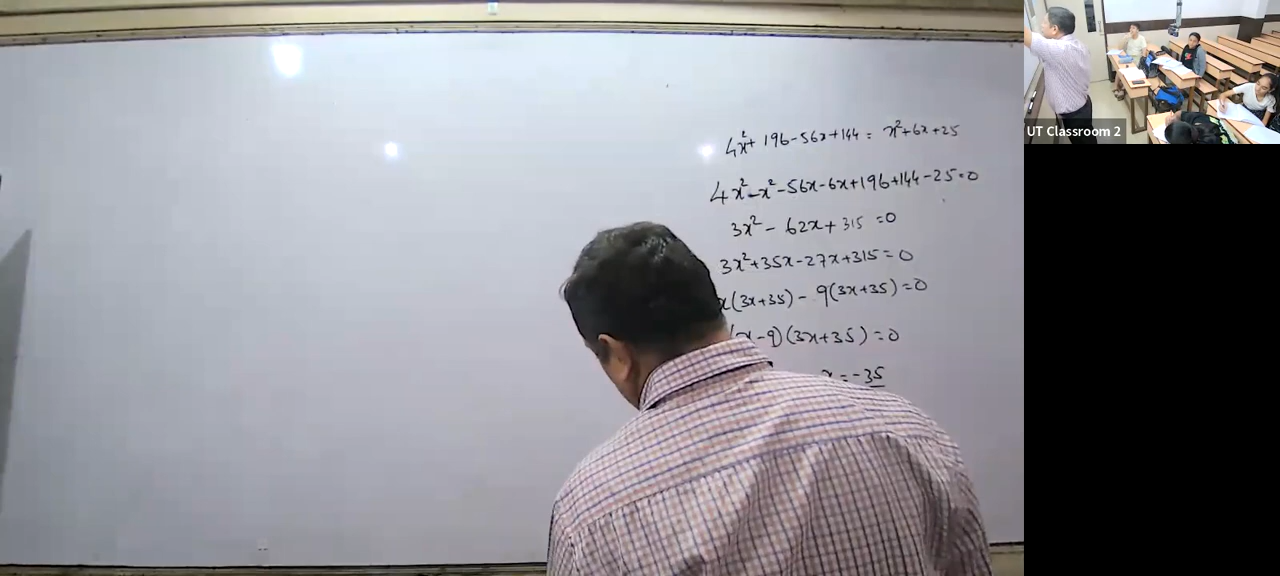 4x²+196-56x+144 = x²+6x+25
4x²-x²-56x-6x+196+144-25=0
3x²-62x+315=0
3x²+35x-27x+315=0
x(3x+35)-9(3x+35)=0
(x-9)(3x+35)=0
x=-35
UT Classroom 2